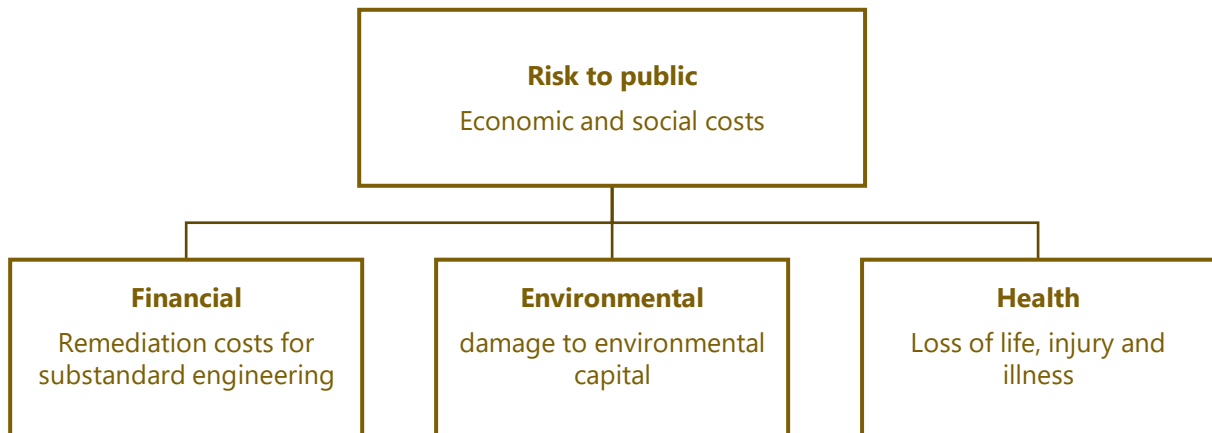 Risk to public
Economic and social costs
Financial
Remediation costs for
substandard engineering
Environmental
damage to environmental
capital
Health
Loss of life, injury and
illness